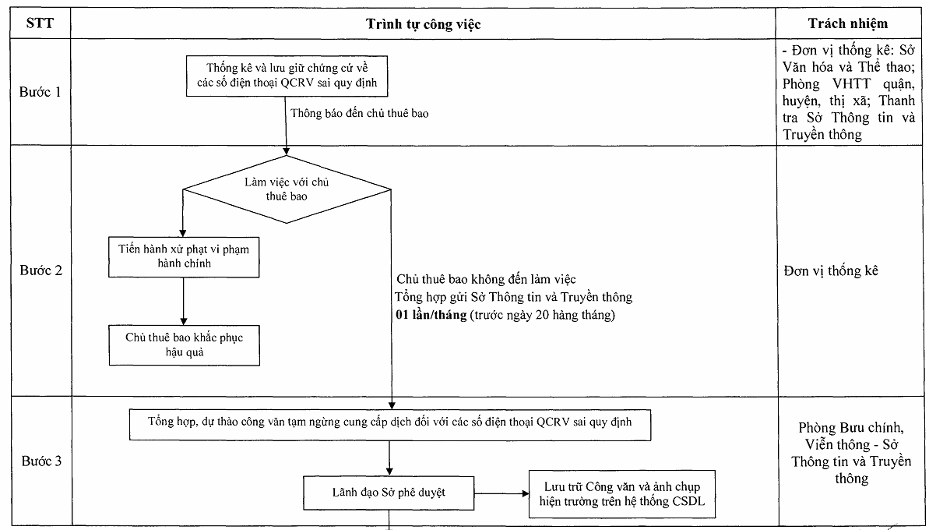 STT
Trình tự công việc
Trách nhiệm
Bước 1
Thống kê và lưu giữ chứng cứ về
các số điện thoại QCRV sai quy định
Thông báo đến chủ thuê bao
- Đơn vị thống kê: Sở
Văn hóa và Thể thao;
Phòng VHTT quận,
huyện, thị xã; Thanh
tra Sở Thông tin và
Truyền thông
Bước 2
Làm việc với chủ
thuê bao
Tiến hành xử phạt vi phạm
hành chính
Chủ thuê bao khắc phục
hậu quả
Chủ thuê bao không đến làm việc
Tổng hợp gửi Sở Thông tin và Truyền thông
01 lần/tháng (trước ngày 20 hàng tháng)
Đơn vị thống kê
Bước 3
Tổng hợp, dự thảo công văn tạm ngừng cung cấp dịch đối với các số điện thoại QCRV sai quy định
Lãnh đạo Sở phê duyệt
Lưu trữ Công văn và ảnh chụp
hiện trường trên hệ thống CSDL
Phòng Bưu chính,
Viễn thông - Sở
Thông tin và Truyền
thông